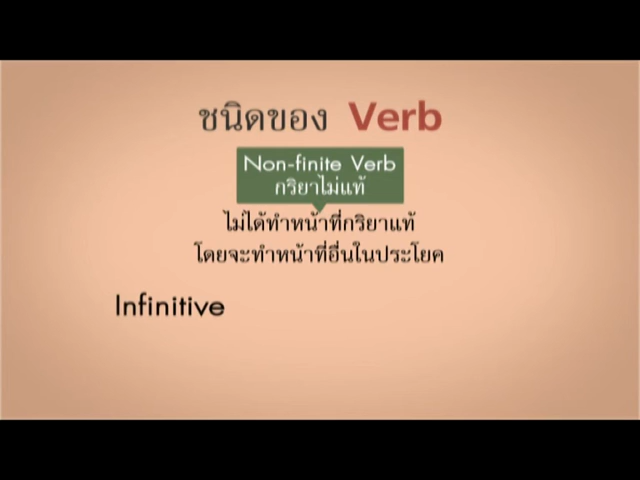 ชนิดของ Verb
Non-finite Verb
กริยาไม่แท้
ไม่ได้ทำหน้าที่กริยาแท้
โดยจะทำหน้าที่อื่นในประโยค
Infinitive